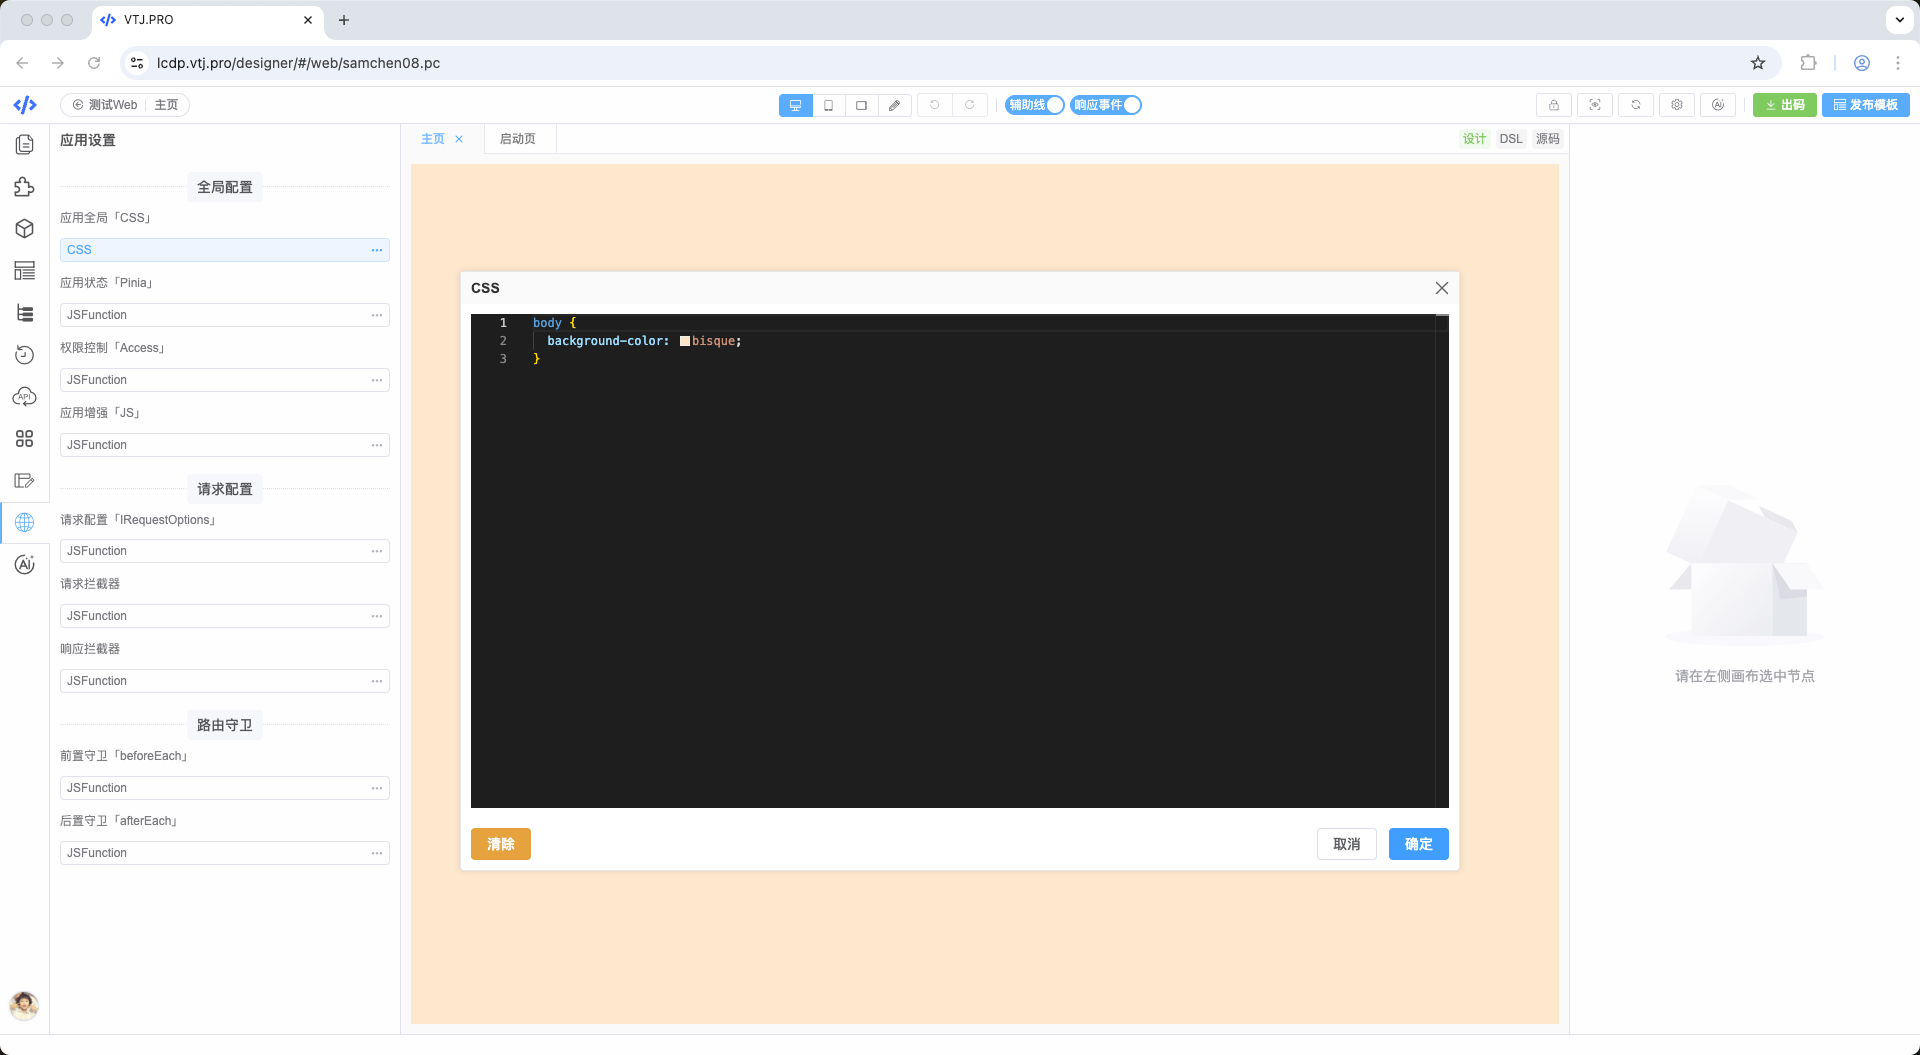 VTJ.PRO
lcdp.vtj.pro/designer/#/web/samchen08.pc
测试Web 主页
辅助线 响应事件
出码 发布模板
应用设置
全局配置
应用全局「CSS」
CSS
应用状态「Pinia」
JSFunction
权限控制「Access」
JSFunction
应用增强「JS」
JSFunction
请求配置
请求配置「IRequestOptions」
JSFunction
请求拦截器
JSFunction
响应拦截器
JSFunction
路由守卫
前置守卫「beforeEach」
JSFunction
后置守卫「afterEach」
JSFunction
API
AI
主页 启动页
设计 DSL 源码
CSS
1 body {
2 background-color: bisque;
3 }
清除 取消 确定
请在左侧画布选中节点